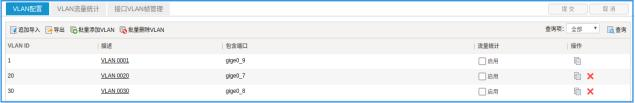 VLAN配置 VLAN流量统计 接口VLAN帧管理 提 交 取 消
追加导入 导出 批量添加VLAN 批量删除VLAN 查询项: 全部 查询
VLAN ID 描述 包含端口 流量统计 操作
1 VLAN 0001 gige0_9 启用
20 VLAN 0020 gige0_7 启用
30 VLAN 0030 gige0_8 启用